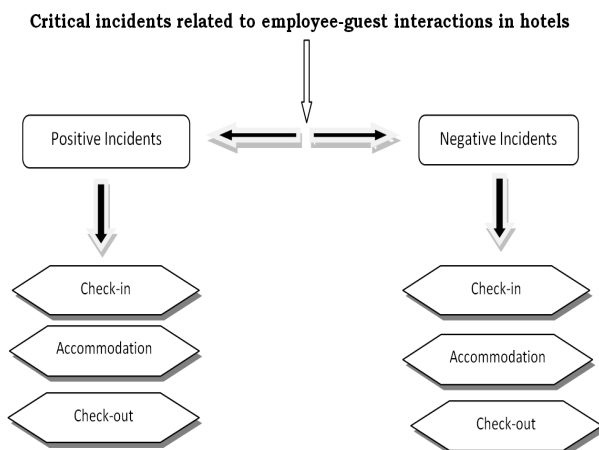 Critical incidents related to employee-guest interactions in hotels
Positive Incidents
Negative Incidents
Check-in
Check-in
Accommodation
Accommodation
Check-out
Check-out